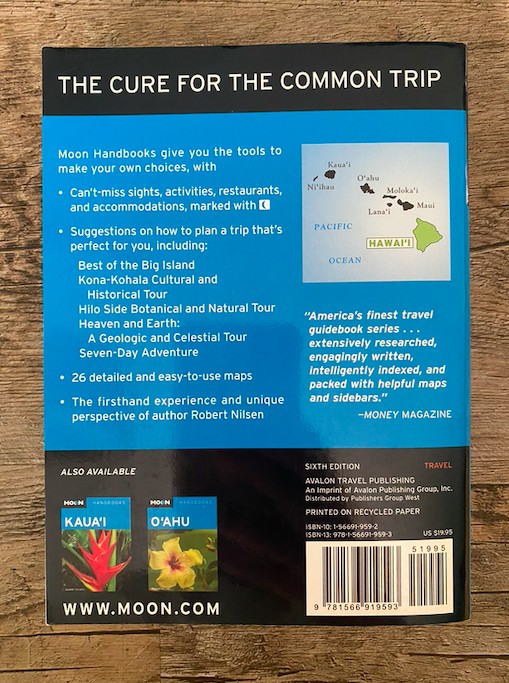 THE CURE FOR THE COMMON TRIP
Moon Handbooks give you the tools to
make your own choices, with
• Can't-miss sights, activities, restaurants,
and accommodations, marked with
• Suggestions on how to plan a trip that's
perfect for you, including:
Best of the Big Island
Kona-Kohala Cultural and
Historical Tour
Hilo Side Botanical and Natural Tour
Heaven and Earth:
A Geologic and Celestial Tour
Seven-Day Adventure
• 26 detailed and easy-to-use maps
• The firsthand experience and unique
perspective of author Robert Nilsen
Kaua'i
Ni'ihau
O'ahu
Moloka'i
Lana'i
Maui
PACIFIC
HAWAI'I
OCEAN
"America's finest travel
guidebook series . . .
extensively researched,
engagingly written,
intelligently indexed, and
packed with helpful maps
and sidebars."
—MONEY MAGAZINE
ALSO AVAILABLE
MOON HANDBOOKS
KAUA'I
MOON HANDBOOKS
O'AHU
WWW.MOON.COM
SIXTH EDITION TRAVEL
AVALON TRAVEL PUBLISHING
An Imprint of Avalon Publishing Group, Inc.
Distributed by Publishers Group West
PRINTED ON RECYCLED PAPER
ISBN-10: 1-56691-959-2
ISBN-13: 978-1-56691-959-3 US $19.95
51995
9 781566 919593